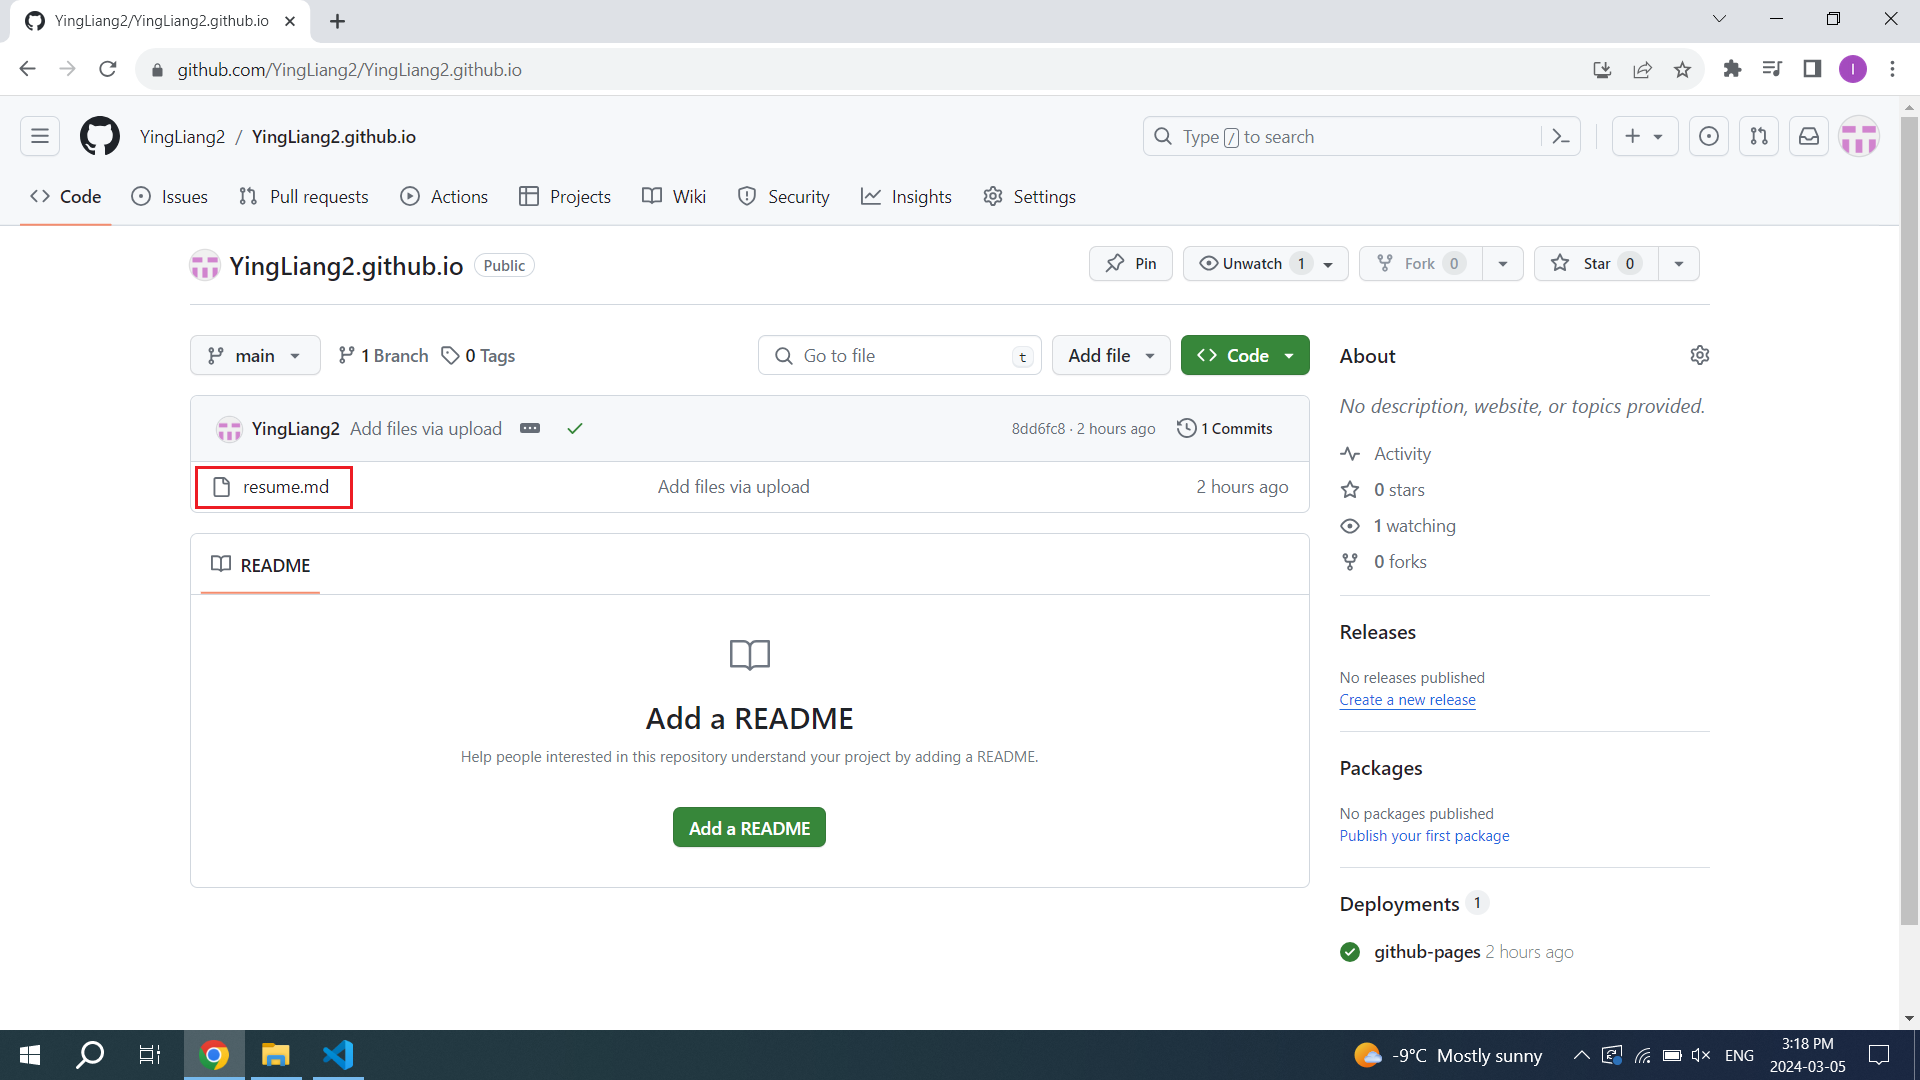 YingLiang2/YingLiang2.github.io
github.com/YingLiang2/YingLiang2.github.io
I
YingLiang2 / YingLiang2.github.io
Type / to search
Code Issues Pull requests Actions Projects Wiki Security Insights Settings
YingLiang2.github.io Public
Pin Unwatch 1 Fork 0 Star 0
main 1 Branch 0 Tags Go to file t Add file Code
YingLiang2 Add files via upload 8dd6fc8 · 2 hours ago 1 Commits
resume.md Add files via upload 2 hours ago
README
Add a README
Help people interested in this repository understand your project by adding a README.
Add a README
About
No description, website, or topics provided.
Activity
0 stars
1 watching
0 forks
Releases
No releases published
Create a new release
Packages
No packages published
Publish your first package
Deployments 1
github-pages 2 hours ago
-9°C Mostly sunny ENG 3:18 PM
2024-03-05